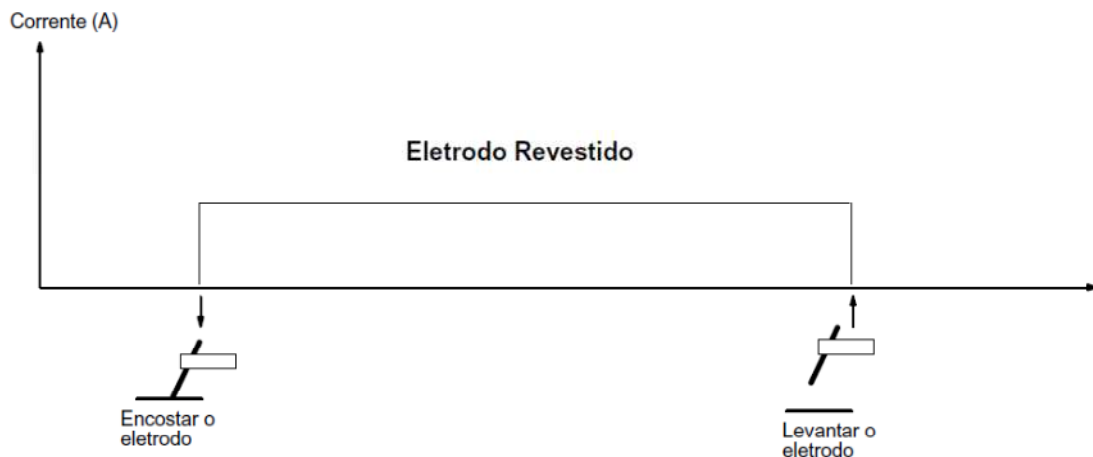 Corrente (A)
Eletrodo Revestido
Encostar o
eletrodo
Levantar o
eletrodo